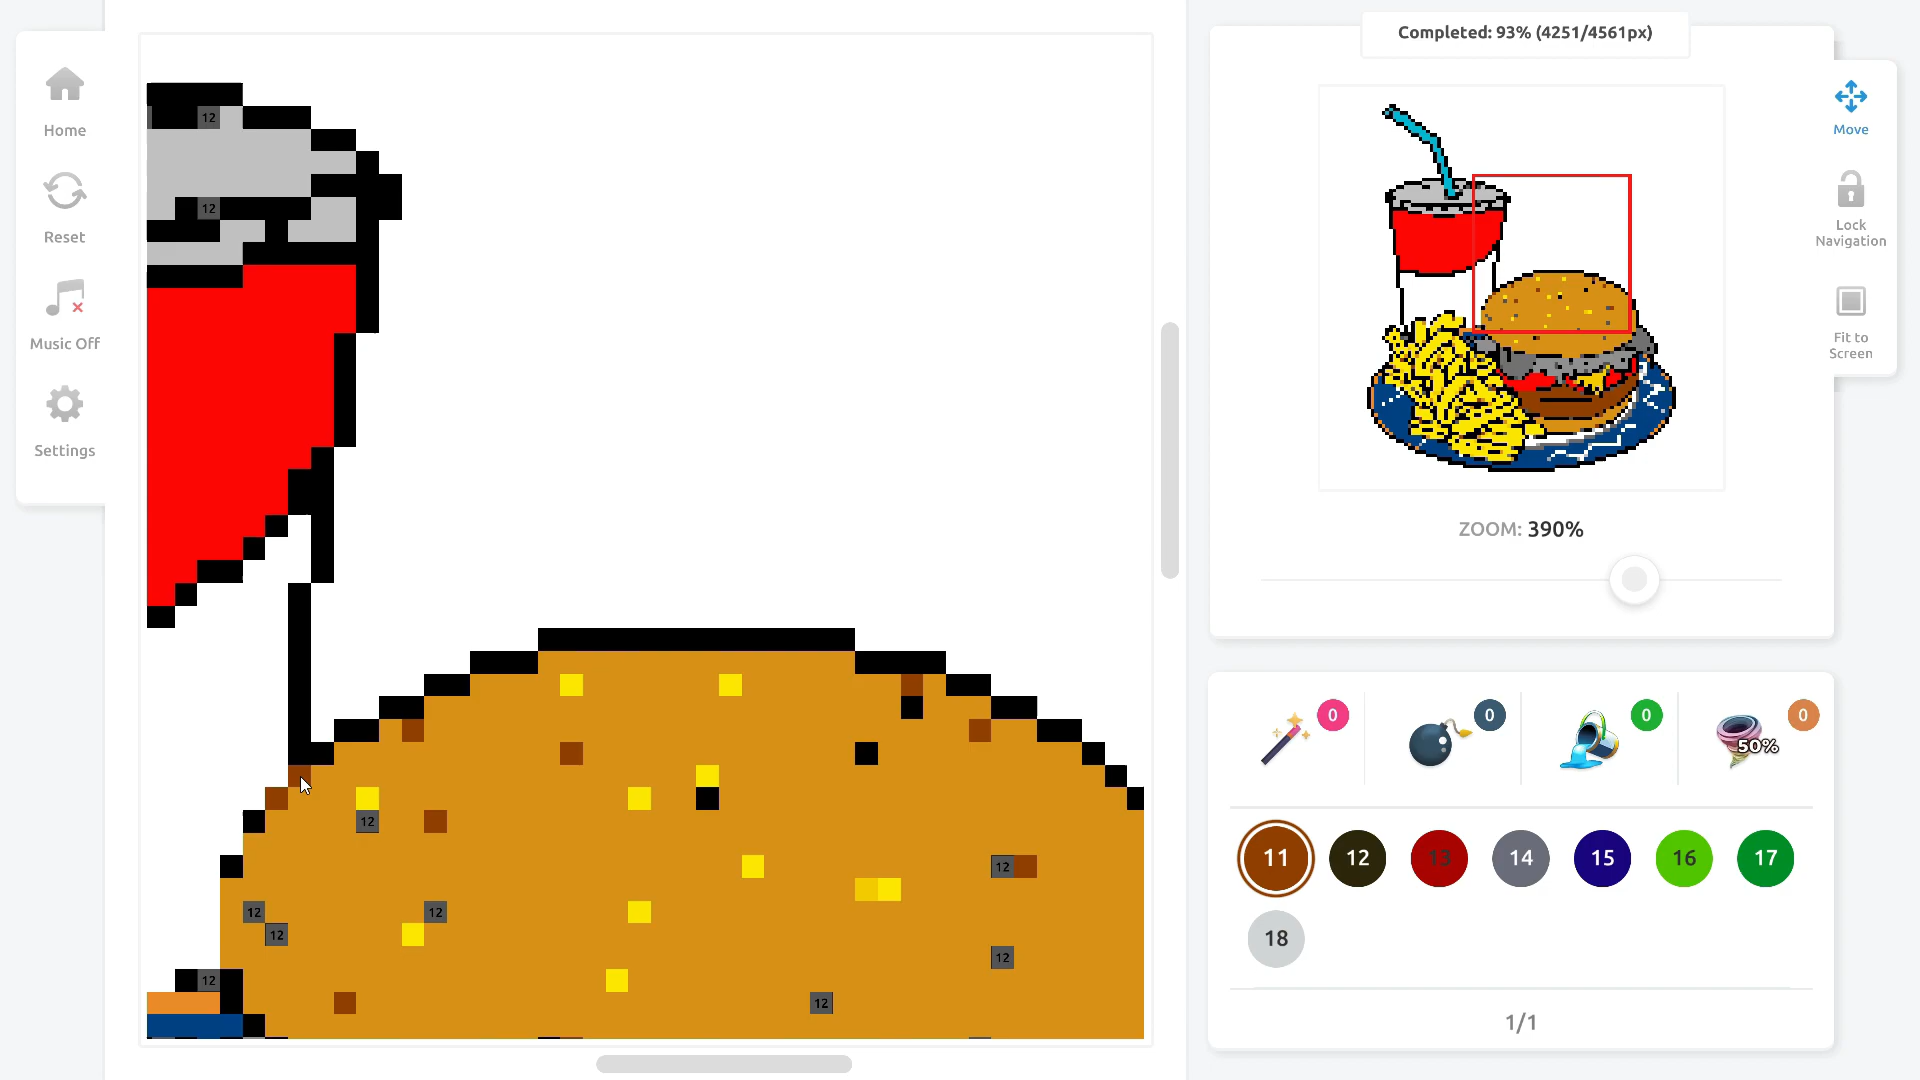 Home
Reset
Music Off
Settings
12
12
12
12
12
12
12
12
12
12
Completed: 93% (4251/4561px)
Move
Lock
Navigation
Fit to
Screen
ZOOM: 390%
0
0
0
50%
0
11
12
13
14
15
16
17
18
1/1